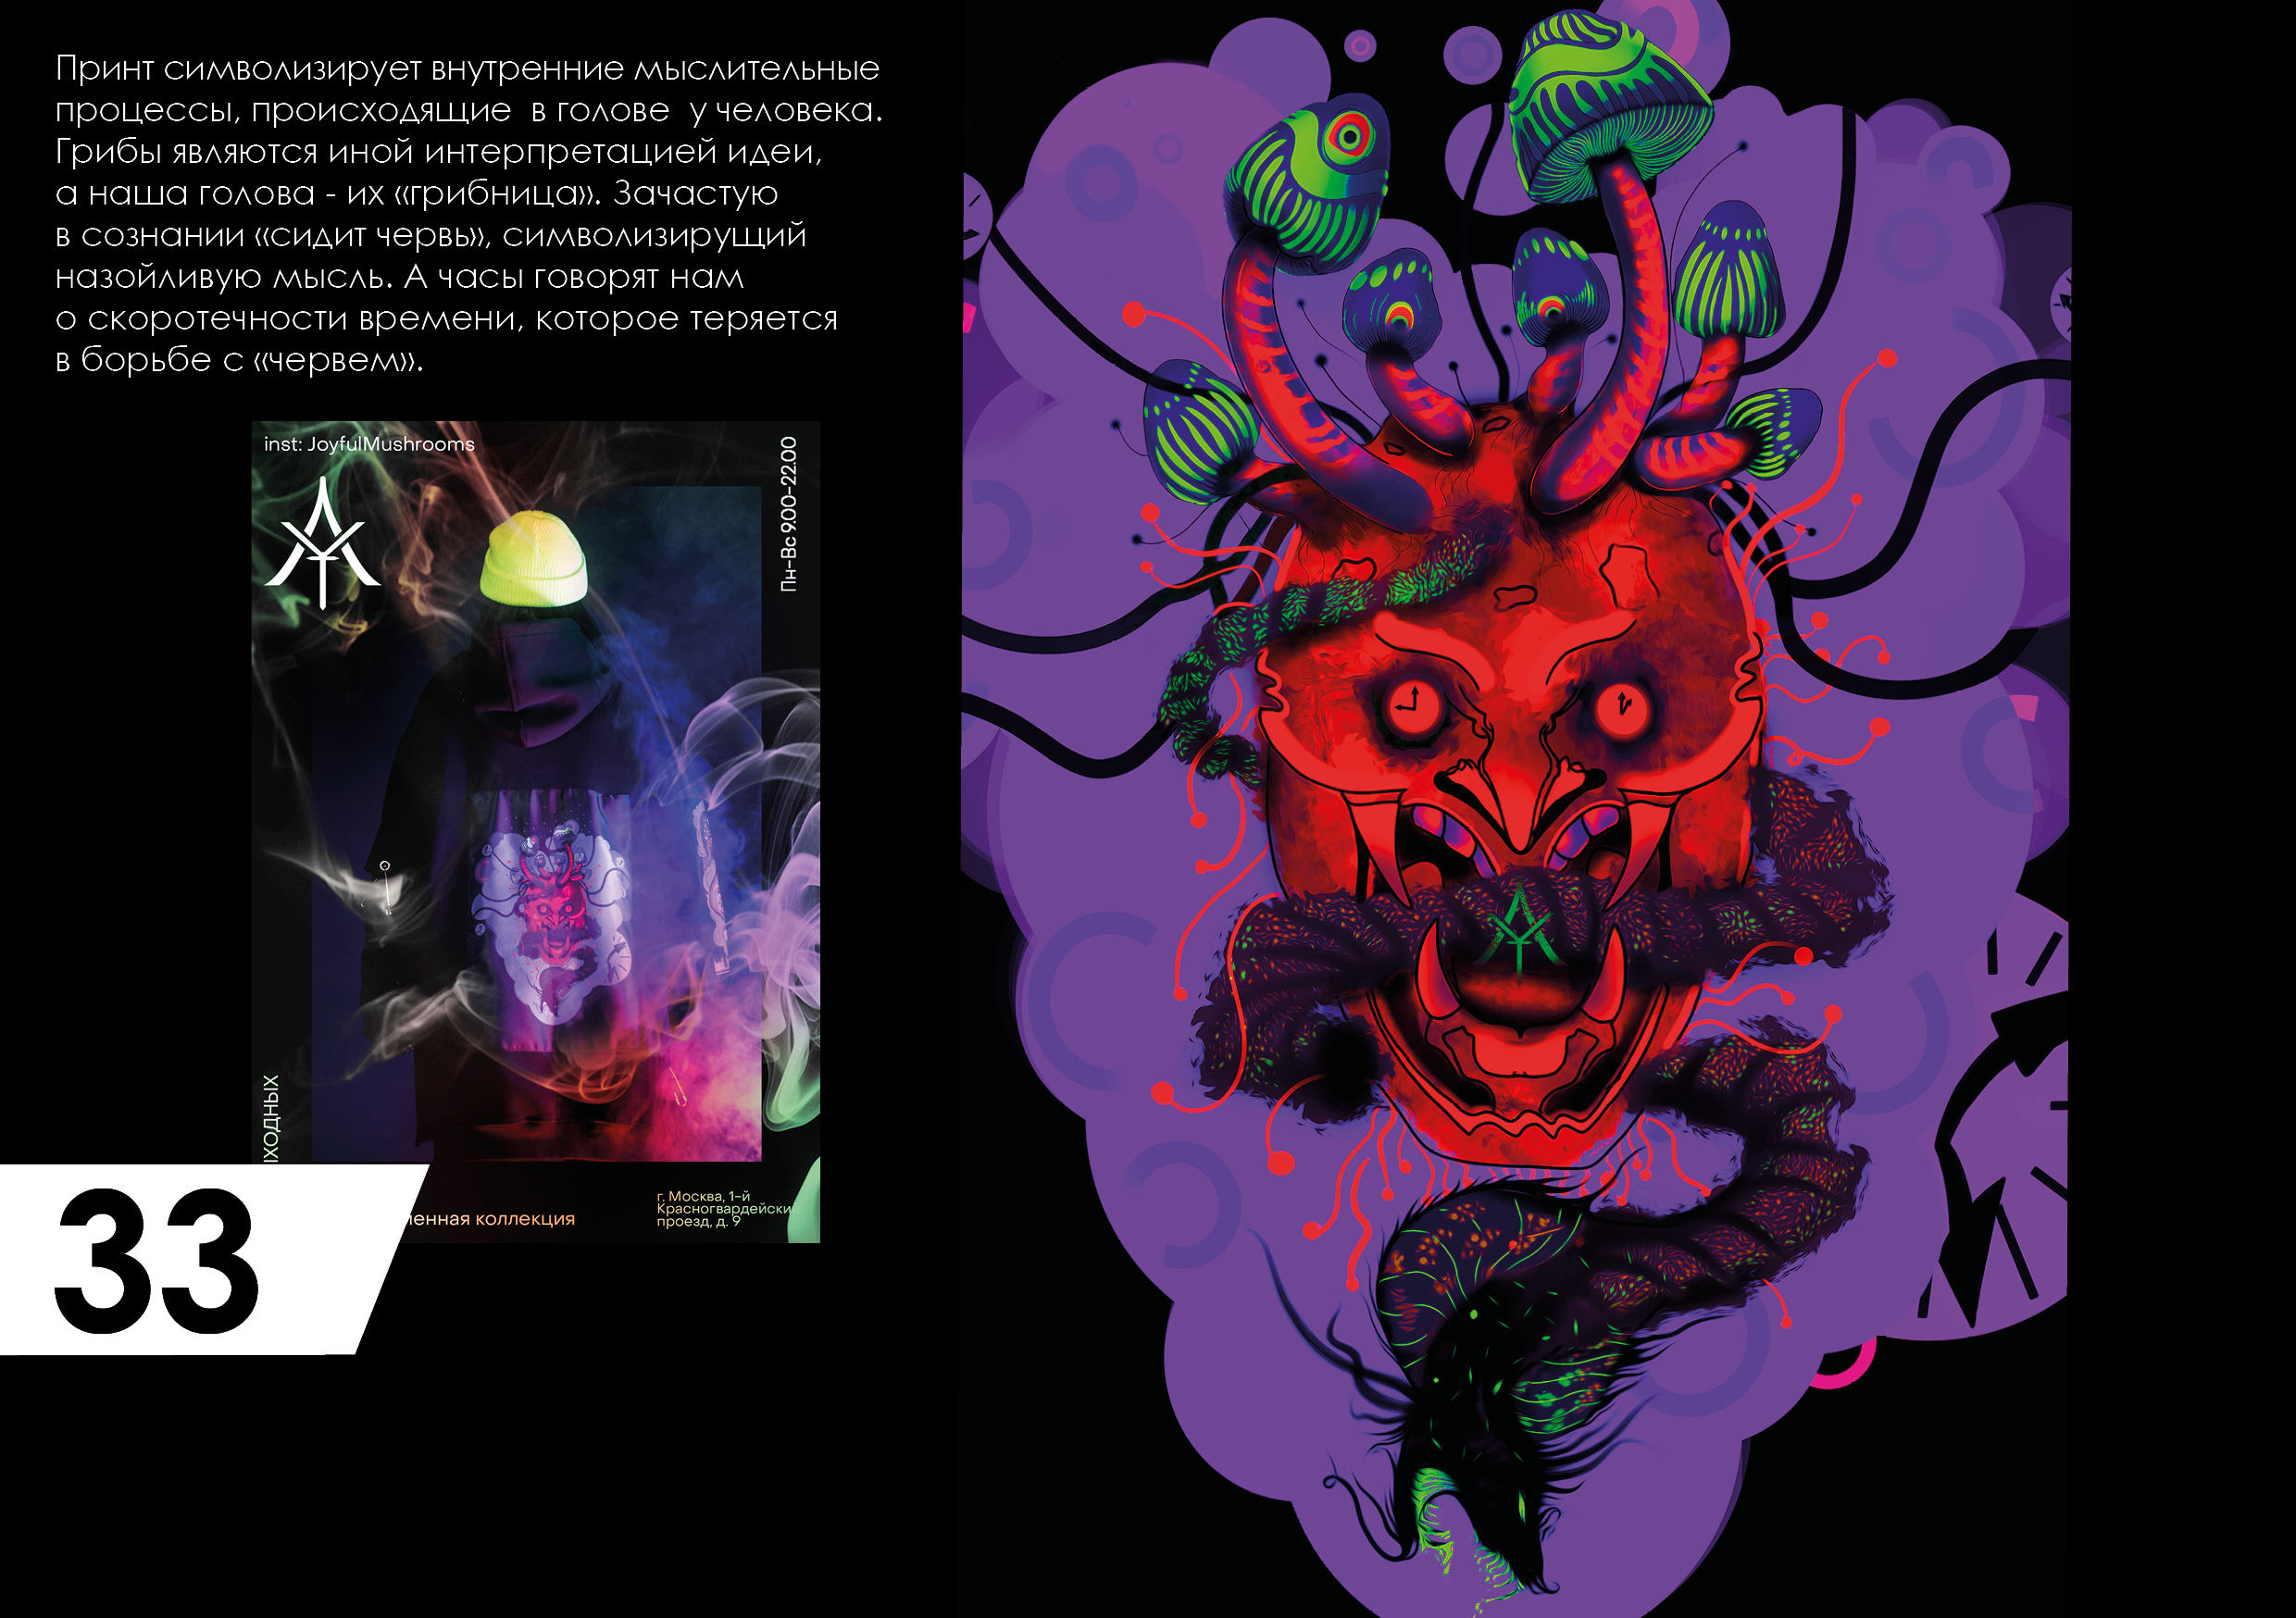 Принт символизирует внутренние мыслительные
процессы, происходящие в голове у человека.
Грибы являются иной интерпретацией идеи,
а наша голова - их «грибница». Зачастую
в сознании «сидит червь», символизирущий
назойливую мысль. А часы говорят нам
о скоротечности времени, которое теряется
в борьбе с «червем».
inst: JoyfulMushrooms
Пн-Вс 9.00-22.00
г. Москва, 1-й
Красногвардейский
проезд, д. 9
коллекция
33